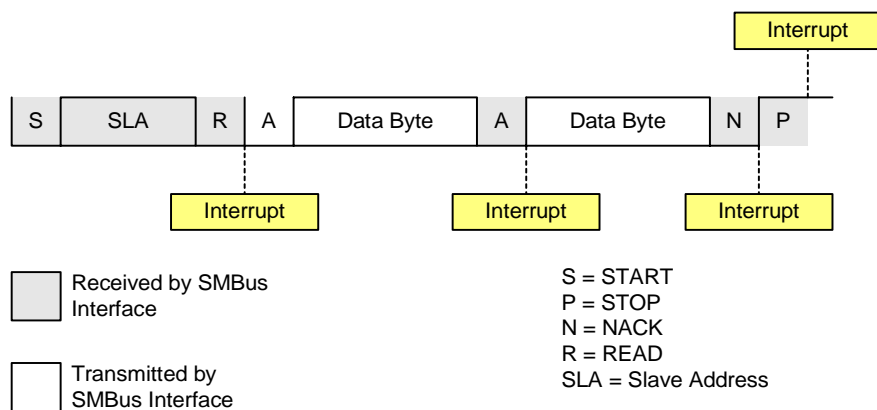 Interrupt
S SLA R A Data Byte A Data Byte N P
Interrupt Interrupt Interrupt
Received by SMBus
Interface
Transmitted by
SMBus Interface
S = START
P = STOP
N = NACK
R = READ
SLA = Slave Address